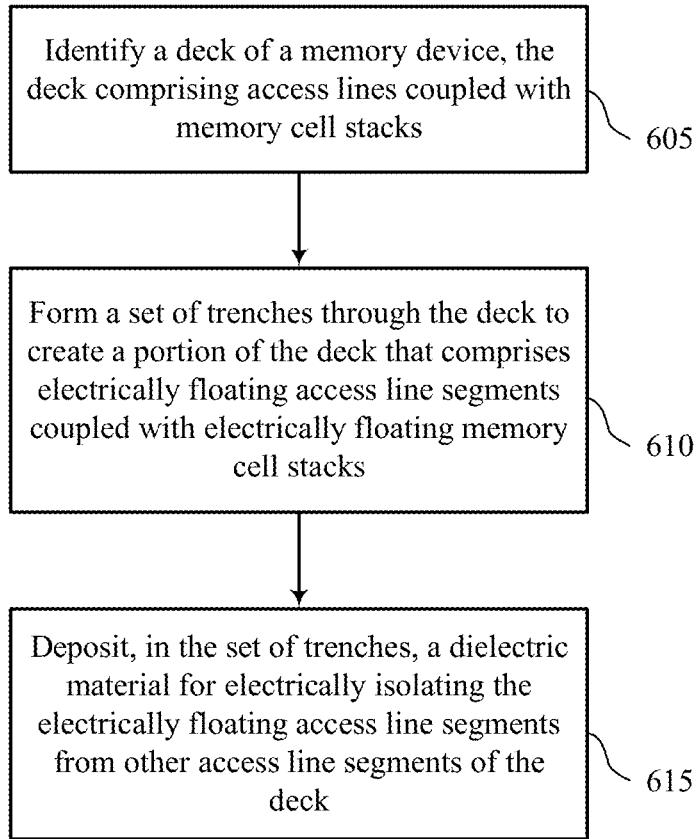 Identify a deck of a memory device, the
deck comprising access lines coupled with
memory cell stacks
605
Form a set of trenches through the deck to
create a portion of the deck that comprises
electrically floating access line segments
coupled with electrically floating memory
cell stacks
610
Deposit, in the set of trenches, a dielectric
material for electrically isolating the
electrically floating access line segments
from other access line segments of the
deck
615